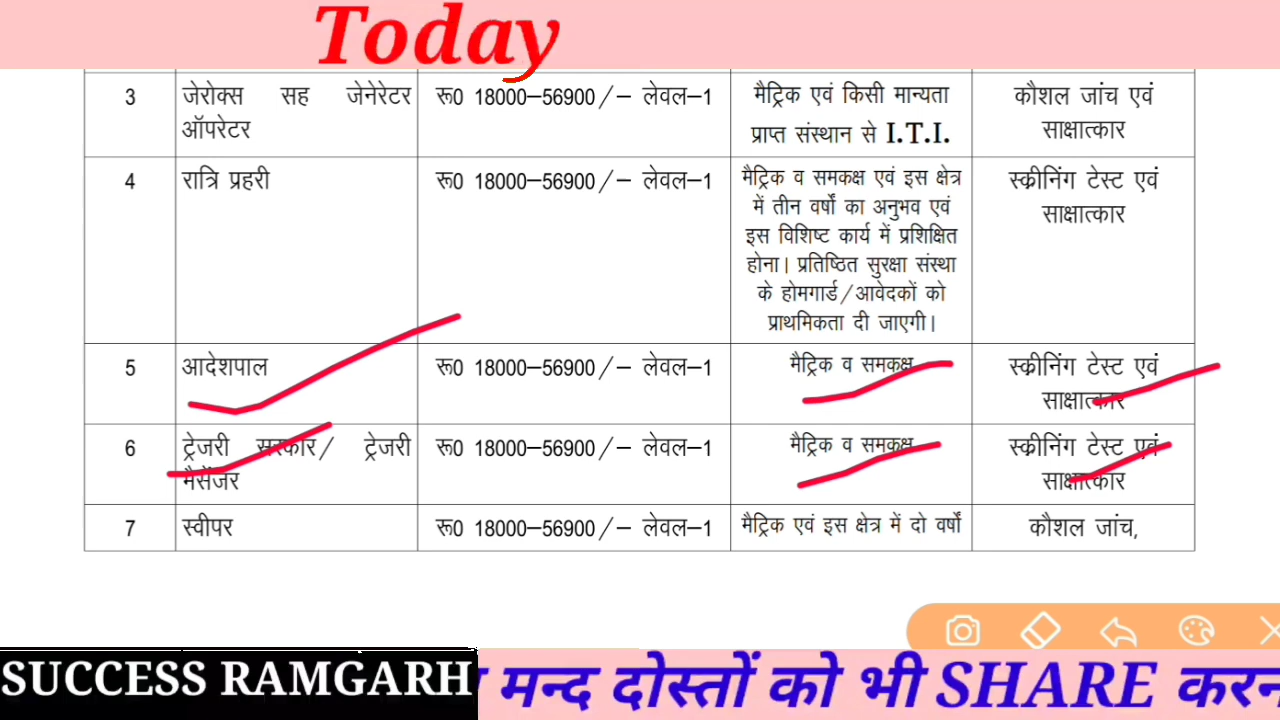 Today
3 जेरोक्स सह जेनेरेटर ऑपरेटर रू0 18000–56900/– लेवल–1 मैट्रिक एवं किसी मान्यता प्राप्त संस्थान से I.T.I. कौशल जांच एवं साक्षात्कार
4 रात्रि प्रहरी रू0 18000–56900/– लेवल–1 मैट्रिक व समकक्ष एवं इस क्षेत्र में तीन वर्षों का अनुभव एवं इस विशिष्ट कार्य में प्रशिक्षित होना। प्रतिष्ठित सुरक्षा संस्था के होमगार्ड/आवेदकों को प्राथमिकता दी जाएगी। स्क्रीनिंग टेस्ट एवं साक्षात्कार
5 आदेशपाल रू0 18000–56900/– लेवल–1 मैट्रिक व समकक्ष स्क्रीनिंग टेस्ट एवं साक्षात्कार
6 ट्रेजरी सरकार/ ट्रेजरी मैसेंजर रू0 18000–56900/– लेवल–1 मैट्रिक व समकक्ष स्क्रीनिंग टेस्ट एवं साक्षात्कार
7 स्वीपर रू0 18000–56900/– लेवल–1 मैट्रिक एवं इस क्षेत्र में दो वर्षों कौशल जांच,
SUCCESS RAMGARH मन्द दोस्तों को भी SHARE करन